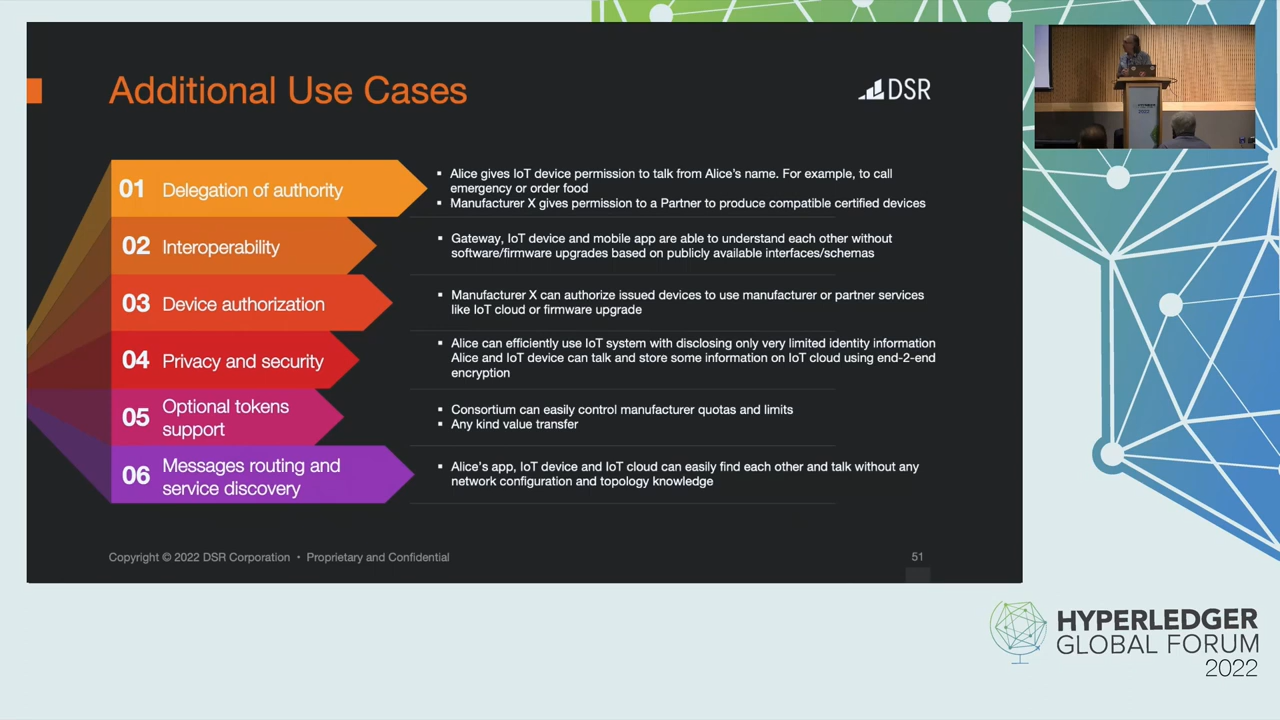 Additional Use Cases
DSR
01 Delegation of authority
▪ Alice gives IoT device permission to talk from Alice's name. For example, to call
emergency or order food
▪ Manufacturer X gives permission to a Partner to produce compatible certified devices
02 Interoperability
▪ Gateway, IoT device and mobile app are able to understand each other without
software/firmware upgrades based on publicly available interfaces/schemas
03 Device authorization
▪ Manufacturer X can authorize issued devices to use manufacturer or partner services
like IoT cloud or firmware upgrade
04 Privacy and security
▪ Alice can efficiently use IoT system with disclosing only very limited identity information
Alice and IoT device can talk and store some information on IoT cloud using end-2-end
encryption
05 Optional tokens
support
▪ Consortium can easily control manufacturer quotas and limits
▪ Any kind value transfer
06 Messages routing and
service discovery
▪ Alice's app, IoT device and IoT cloud can easily find each other and talk without any
network configuration and topology knowledge
Copyright © 2022 DSR Corporation • Proprietary and Confidential
51
HYPERLEDGER
GLOBAL FORUM
2022